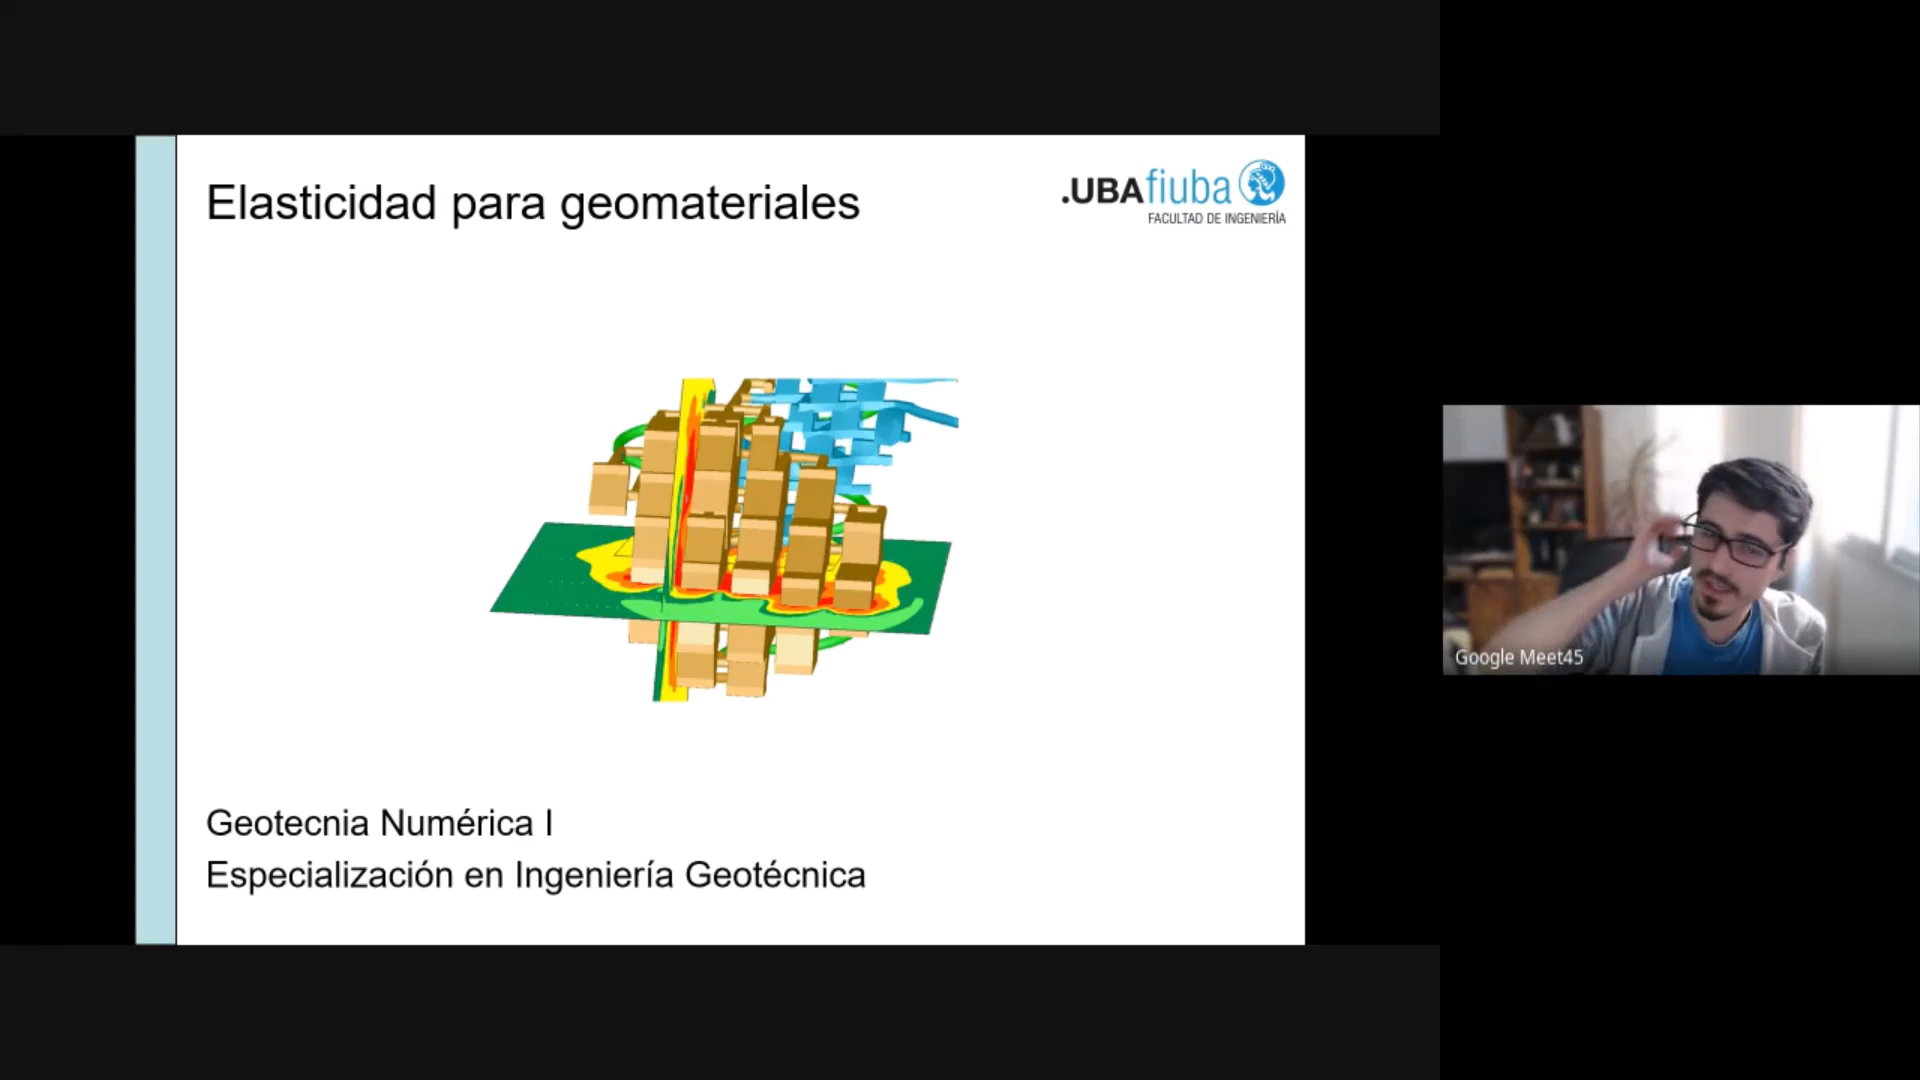 Elasticidad para geomateriales
.UBAfiuba
FACULTAD DE INGENIERÍA
Geotecnia Numérica I
Especialización en Ingeniería Geotécnica
Google Meet45